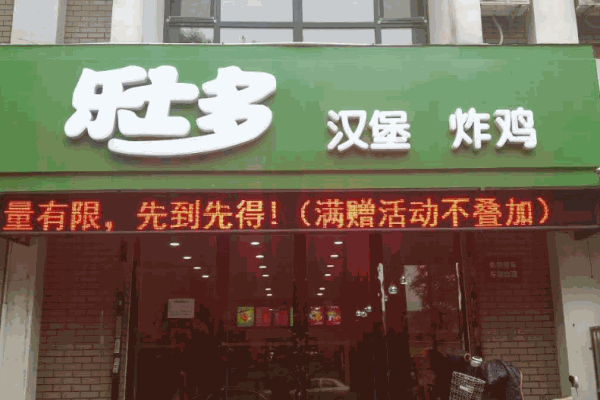 乐士多 汉堡 炸鸡
量有限，先到先得！（满赠活动不叠加）